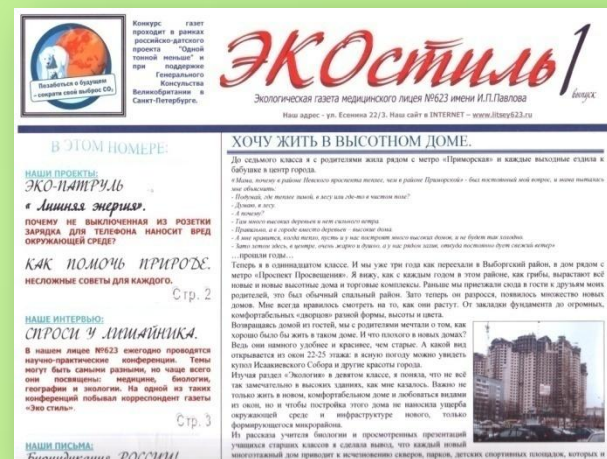 Позаботься о будущем
– сократи свой выброс CO₂
Конкурс газет
проходит в рамках
российско-датского
проекта "Одной
тонной меньше" и
при поддержке
Генерального
Консульства
Великобритании в
Санкт-Петербурге.
ЭКОстиль 1
выпуск
Экологическая газета медицинского лицея №623 имени И.П.Павлова
Наш адрес - ул. Есенина 22/3. Наш сайт в INTERNET – www.litsey623.ru
В ЭТОМ НОМЕРЕ:
НАШИ ПРОЕКТЫ:
ЭКО-ПАТРУЛЬ
« Лишняя энергия».
ПОЧЕМУ НЕ ВЫКЛЮЧЕННАЯ ИЗ РОЗЕТКИ
ЗАРЯДКА ДЛЯ ТЕЛЕФОНА НАНОСИТ ВРЕД
ОКРУЖАЮЩЕЙ СРЕДЕ?
КАК ПОМОЧЬ ПРИРОДЕ.
НЕСЛОЖНЫЕ СОВЕТЫ ДЛЯ КАЖДОГО.
Стр. 2
НАШЕ ИНТЕРВЬЮ:
СПРОСИ У ЛИШАЙНИКА.
В нашем лицее №623 ежегодно проводятся
научно-практические конференции. Темы
могут быть самыми разными, но чаще всего
они посвящены: медицине, биологии,
географии и экологии. На одной из таких
конференций побывал корреспондент газеты
«Эко стиль».
Стр. 3
НАШИ ПИСЬМА:
Биоиндикация РОССИИ!
ХОЧУ ЖИТЬ В ВЫСОТНОМ ДОМЕ.
До седьмого класса я с родителями жила рядом с метро «Приморская» и каждые выходные ездила к
бабушке в центр города.
«Мама, почему в районе Невского проспекта теплее, чем в районе Приморской» - был постоянный мой вопрос, и мама пыталась
мне объяснить:
- Подумай, где теплее зимой, в лесу или где-то в чистом поле?
- Думаю, в лесу.
- А почему?
- Там много высоких деревьев и нет сильного ветра
- Правильно, а в городе вместо деревьев – высокие дома.
- А мне нравится, когда тепло, пусть и у нас построят много высоких домов, и не будет так холодно.
- Зато летом здесь, в центре, очень жарко и душно, а у нас рядом залив, откуда постоянно дует свежий ветер»
…прошли годы…
Теперь я в одиннадцатом классе. И мы уже три года как переехали в Выборгский район, в дом рядом с
метро «Проспект Просвещения». Я вижу, как с каждым годом в этом районе, как грибы, вырастают всё
новые и новые высотные дома и торговые комплексы. Раньше мы приезжали сюда в гости к друзьям моих
родителей, это был обычный спальный район. Зато теперь он разросся, появилось множество новых
домов. Мне всегда нравилось смотреть на то, как они растут. От закладки фундамента до огромных,
комфортабельных «дворцов» разной формы, высоты и цвета.
Возвращаясь домой из гостей, мы с родителями мечтали о том, как
хорошо было бы жить в таком доме. И что плохого в новых домах?
Ведь они намного удобнее и красивее, чем старые. А какой вид
открывается из окон 22-25 этажа: в ясную погоду можно увидеть
купол Исаакиевского Собора и другие красоты города.
Изучая раздел «Экология» в девятом классе, я поняла, что не всё
так замечательно в высоких зданиях, как мне казалось. Важно не
только жить в новом, комфортабельном доме и любоваться видами
из окон, но и чтобы постройка этого дома не наносила ущерба
окружающей среде и инфраструктуре нового, только
формирующегося микрорайона.
Из рассказа учителя биологии и просмотренных презентаций
учащихся старших классов я сделала вывод, что каждый новый
многоэтажный дом приводит к исчезновению скверов, парков, детских спортивных площадок, которых и